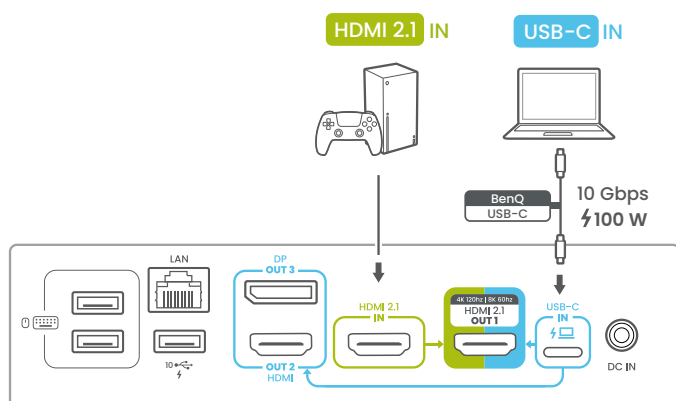 HDMI 2.1 IN
USB-C IN
BenQ
USB-C
10 Gbps
100 W
LAN
DP
OUT 3
HDMI 2.1
IN
4K 120hz | 8K 60hz
HDMI 2.1
OUT 1
USB-C
IN
10
OUT 2
HDMI
DC IN